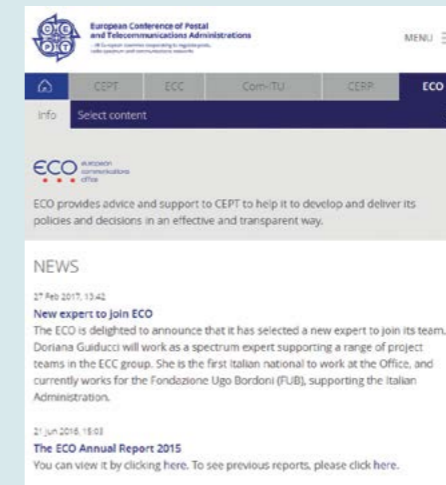 European Conference of Postal
and Telecommunications Administrations
MENU
CEPT ECC Com-ITU CERP ECO
Info Select content
ECO european
communications
office
ECO provides advice and support to CEPT to help it to develop and deliver its
policies and decisions in an effective and transparent way.
NEWS
27 Feb 2017, 13:42
New expert to join ECO
The ECO is delighted to announce that it has selected a new expert to join its team.
Doriana Guiducci will work as a spectrum expert supporting a range of project
teams in the ECC group. She is the first Italian national to work at the Office, and
currently works for the Fondazione Ugo Bordoni (FUB), supporting the Italian
Administration.
21 Jun 2016, 15:03
The ECO Annual Report 2015
You can view it by clicking here. To see previous reports, please click here.